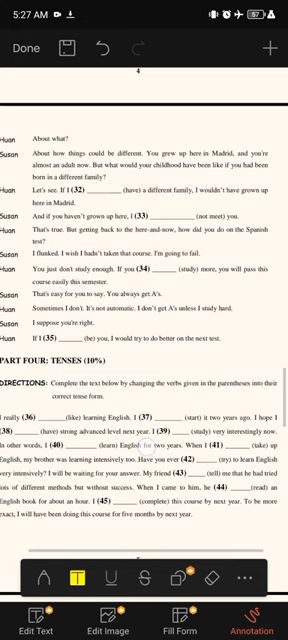 5:27 AM
57
Done
4
Huan About what?
Susan About how things could be different. You grew up here in Madrid, and you're
almost an adult now. But what would your childhood have been like if you had been
born in a different family?
Huan Let's see. If I (32) ________ (have) a different family, I wouldn't have grown up
here in Madrid.
Susan And if you haven't grown up here, I (33) ________ (not meet) you.
Huan That's true. But getting back to the here-and-now, how did you do on the Spanish
test?
Susan I flunked. I wish I hadn't taken that course. I'm going to fail.
Huan You just don't study enough. If you (34) ______ (study) more, you will pass this
course easily this semester.
Susan That's easy for you to say. You always get A's.
Huan Sometimes I don't. It's not automatic. I don't get A's unless I study hard.
Susan I suppose you're right.
Huan If I (35) ______ (be) you, I would try to do better on the next test.
PART FOUR: TENSES (10%)
DIRECTIONS: Complete the text below by changing the verbs given in the parentheses into their
correct tense form.
I really (36) ______ (like) learning English. I (37) ______ (start) it two years ago. I hope I
(38) ______ (have) strong advanced level next year. I (39) ______ (study) very interestingly now.
In other words, I (40) ________ (learn) English for two years. When I (41) ______ (take) up
English, my brother was learning intensively too. Have you ever (42) ______ (try) to learn English
very intensively? I will be waiting for your answer. My friend (43) ______ (tell) me that he had tried
lots of different methods but without success. When I came to him, he (44) ______(read) an
English book for about an hour. I (45) ______ (complete) this course by next year. To be more
exact, I will have been doing this course for five months by next year.
Edit Text
Edit Image
Fill Form
Annotation